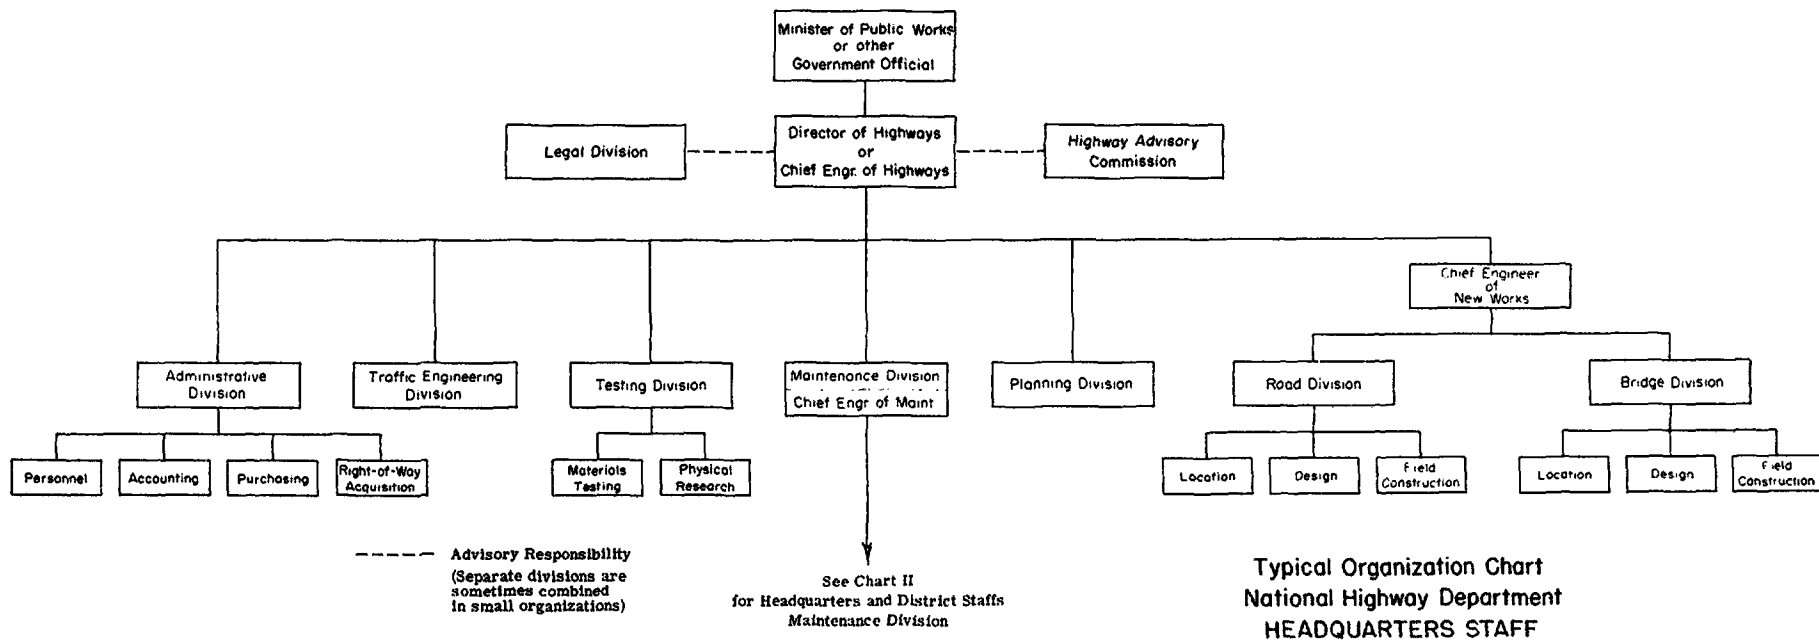 Minister of Public Works
or other
Government Official
Legal Division
Director of Highways
or
Chief Engr. of Highways
Highway Advisory
Commission
Chief Engineer
of
New Works
Administrative
Division
Traffic Engineering
Division
Testing Division
Maintenance Division
Chief Engr of Maint
Planning Division
Road Division
Bridge Division
Personnel
Accounting
Purchasing
Right-of-Way
Acquisition
Materials
Testing
Physical
Research
Location
Design
Field
Construction
Location
Design
Field
Construction
Advisory Responsibility
(Separate divisions are
sometimes combined
in small organizations)
See Chart II
for Headquarters and District Staffs
Maintenance Division
Typical Organization Chart
National Highway Department
HEADQUARTERS STAFF